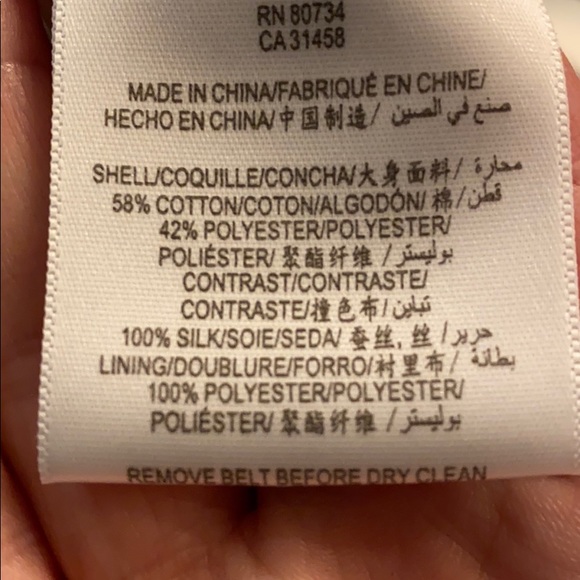 RN 80734
CA 31458
MADE IN CHINA/FABRIQUÉ EN CHINE/
HECHO EN CHINA/中国制造/ صنع في الصين
SHELL/COQUILLE/CONCHA/大身面料/ محارة
58% COTTON/COTON/ALGODÓN/ 棉/ قطن
42% POLYESTER/POLYESTER/
POLIÉSTER/ 聚酯纤维 / بوليستر
CONTRAST/CONTRASTE/
CONTRASTE/撞色布/ تباين
100% SILK/SOIE/SEDA/ 蚕丝, 丝 / حرير
LINING/DOUBLURE/FORRO/村里布/ بطانة
100% POLYESTER/POLYESTER/
POLIÉSTER/ 聚酯纤维 / بوليستر
REMOVE BELT BEFORE DRY CLEAN